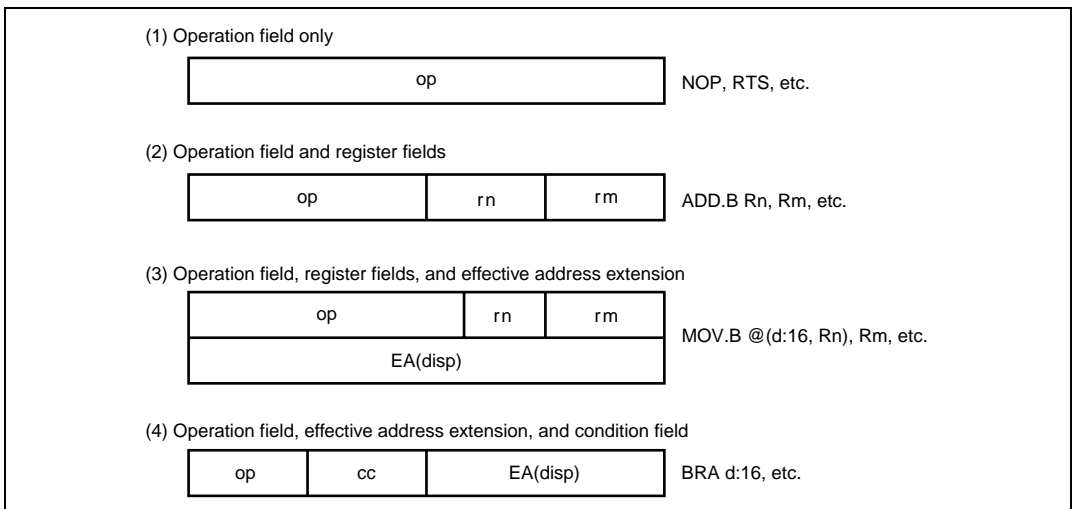 (1) Operation field only
op
NOP, RTS, etc.
(2) Operation field and register fields
op rn rm
ADD.B Rn, Rm, etc.
(3) Operation field, register fields, and effective address extension
op rn rm
EA(disp)
MOV.B @(d:16, Rn), Rm, etc.
(4) Operation field, effective address extension, and condition field
op cc EA(disp)
BRA d:16, etc.